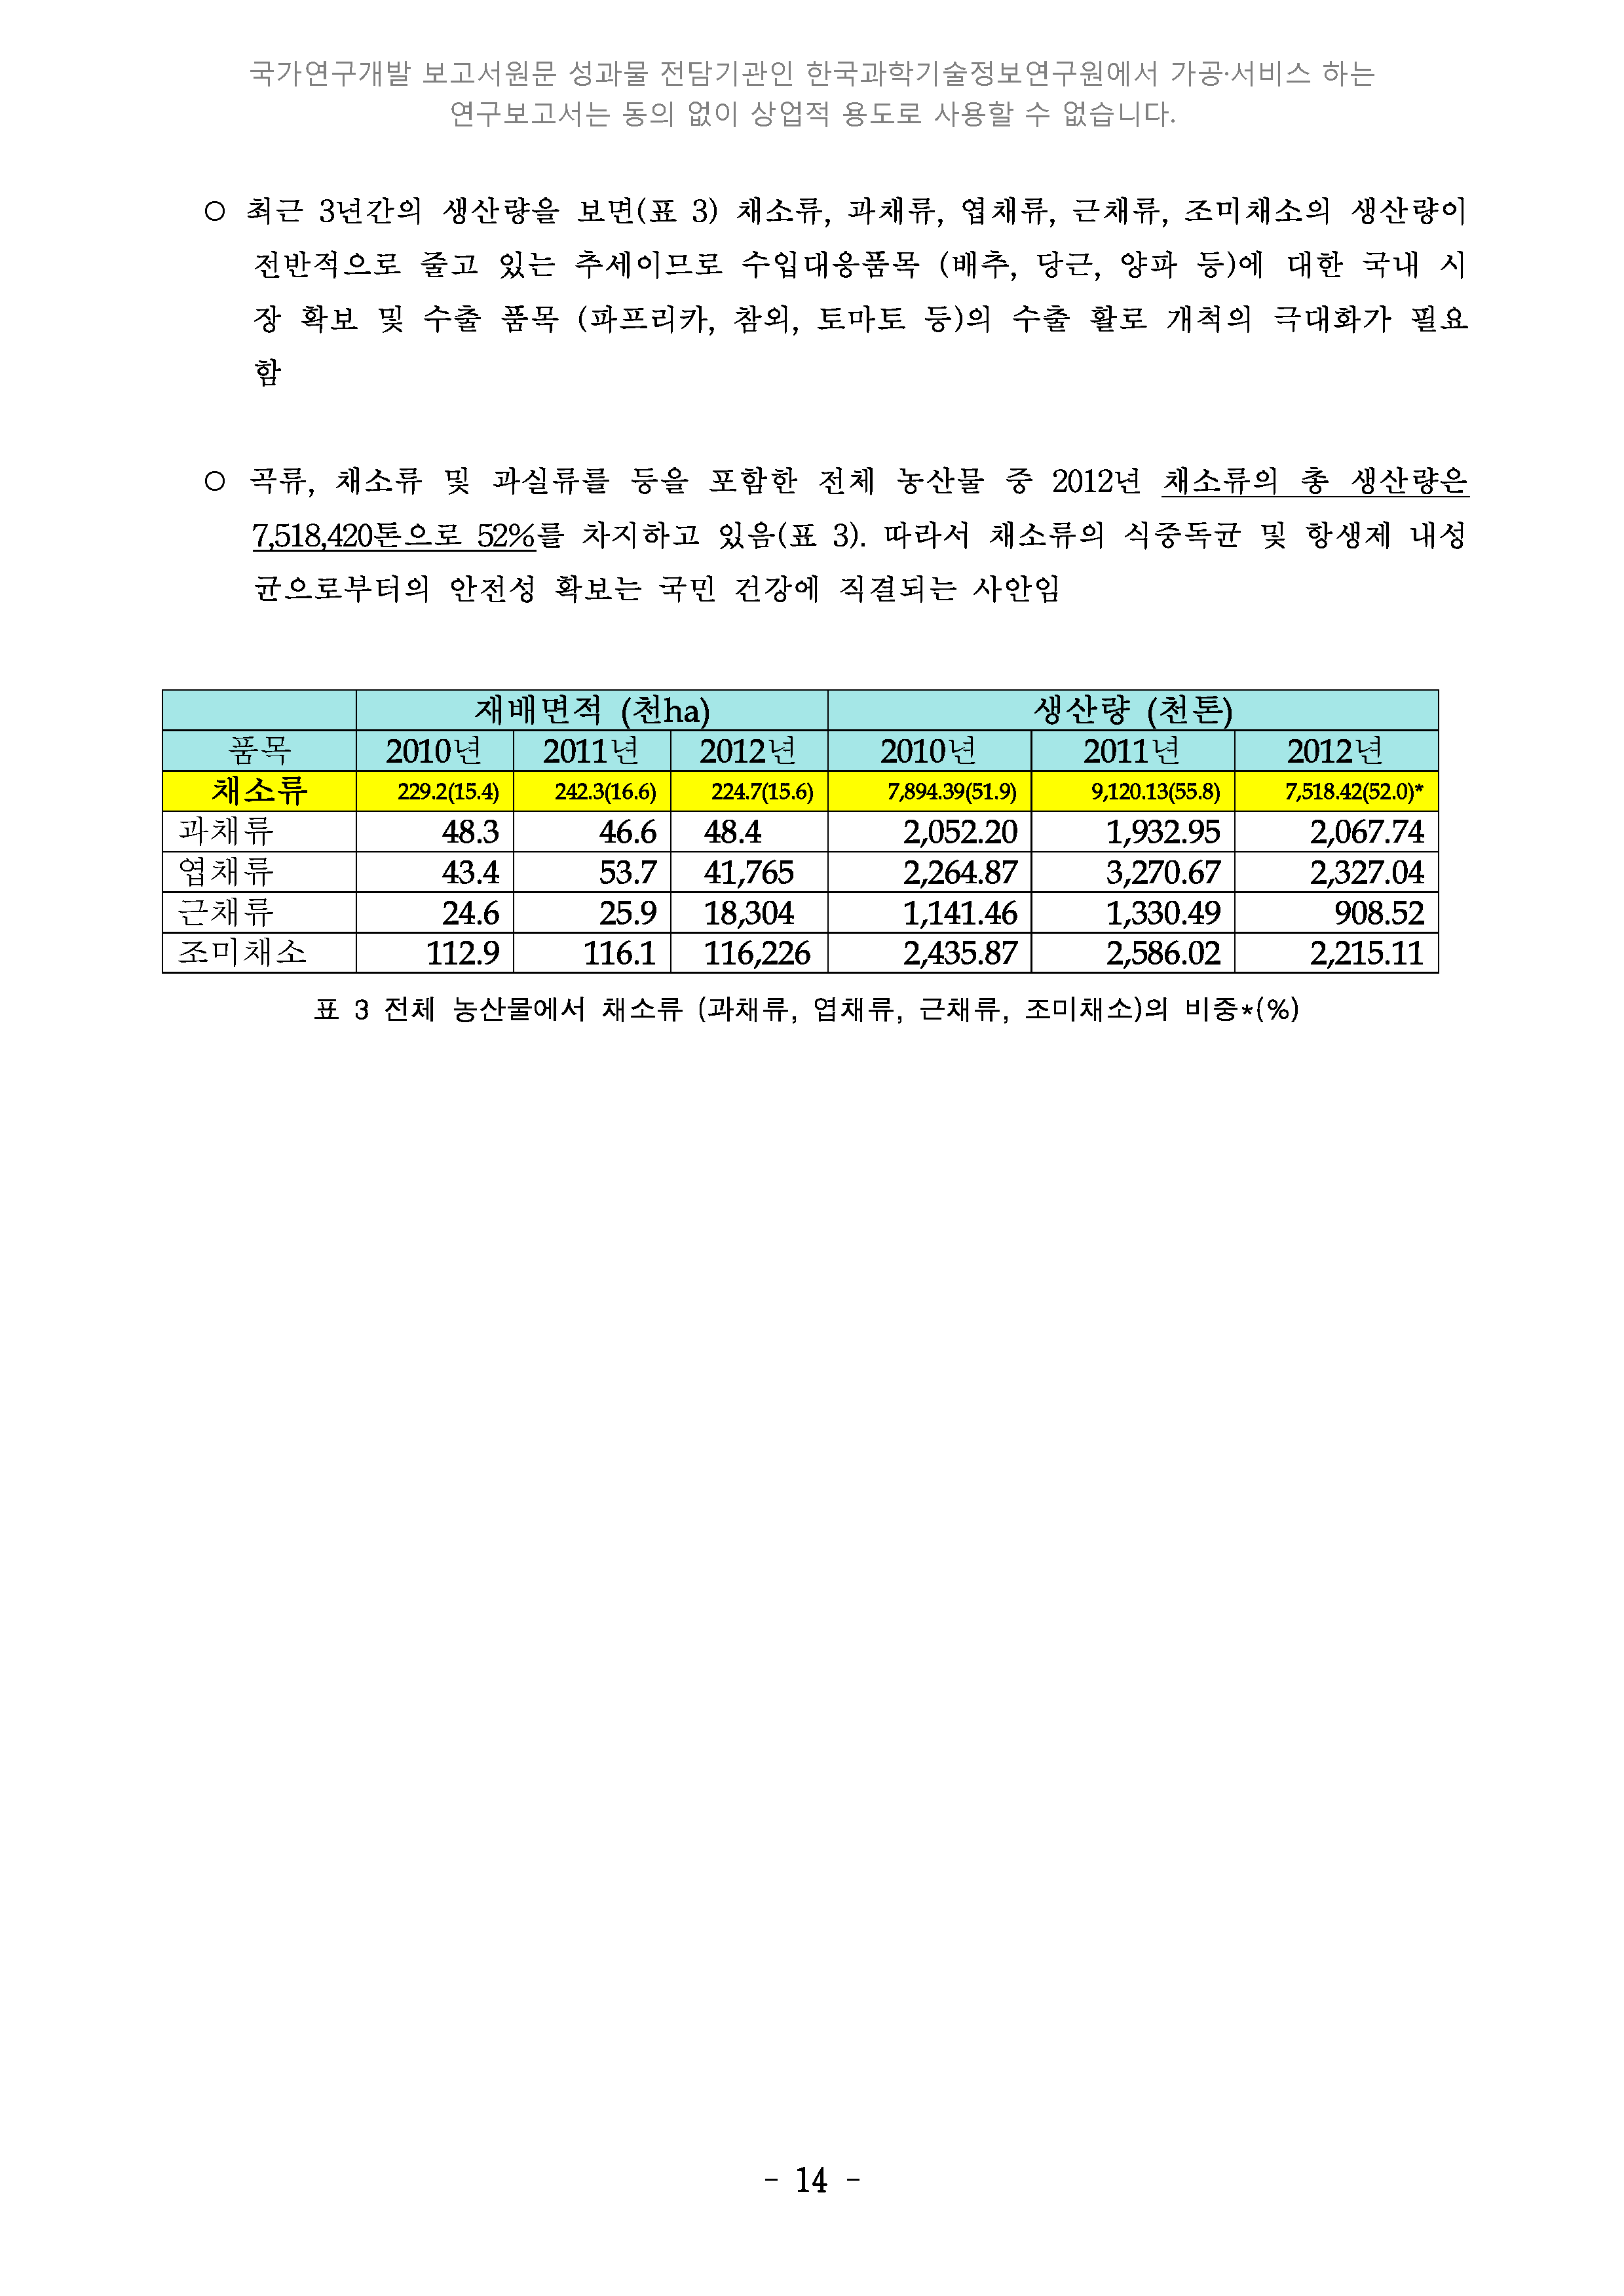 국가연구개발 보고서원문 성과물 전담기관인 한국과학기술정보연구원에서 가공·서비스 하는
연구보고서는 동의 없이 상업적 용도로 사용할 수 없습니다.
○ 최근 3년간의 생산량을 보면(표 3) 채소류, 과채류, 엽채류, 근채류, 조미채소의 생산량이
전반적으로 줄고 있는 추세이므로 수입대응품목 (배추, 당근, 양파 등)에 대한 국내 시
장 확보 및 수출 품목 (파프리카, 참외, 토마토 등)의 수출 활로 개척의 극대화가 필요
함
○ 곡류, 채소류 및 과실류를 등을 포함한 전체 농산물 중 2012년 채소류의 총 생산량은
7,518,420톤으로 52%를 차지하고 있음(표 3). 따라서 채소류의 식중독균 및 항생제 내성
균으로부터의 안전성 확보는 국민 건강에 직결되는 사안임
재배면적 (천ha) 생산량 (천톤)
품목 2010년 2011년 2012년 2010년 2011년 2012년
채소류 229.2(15.4) 242.3(16.6) 224.7(15.6) 7,894.39(51.9) 9,120.13(55.8) 7,518.42(52.0)*
과채류 48.3 46.6 48.4 2,052.20 1,932.95 2,067.74
엽채류 43.4 53.7 41,765 2,264.87 3,270.67 2,327.04
근채류 24.6 25.9 18,304 1,141.46 1,330.49 908.52
조미채소 112.9 116.1 116,226 2,435.87 2,586.02 2,215.11
표 3 전체 농산물에서 채소류 (과채류, 엽채류, 근채류, 조미채소)의 비중*(%)
- 14 -